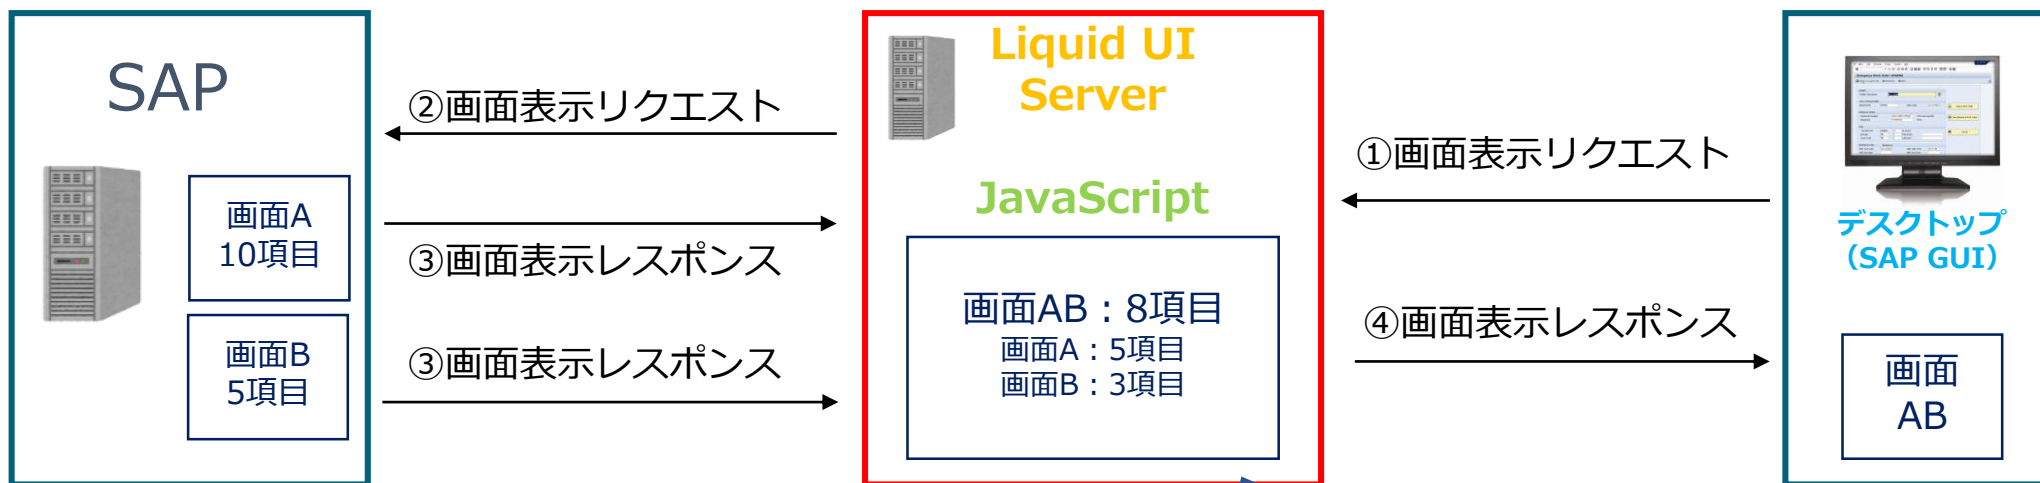 SAP
画面A
10項目
画面B
5項目
②画面表示リクエスト
③画面表示レスポンス
③画面表示レスポンス
Liquid UI
Server
JavaScript
画面AB：8項目
画面A：5項目
画面B：3項目
①画面表示リクエスト
④画面表示レスポンス
デスクトップ
（SAP GUI）
画面
AB